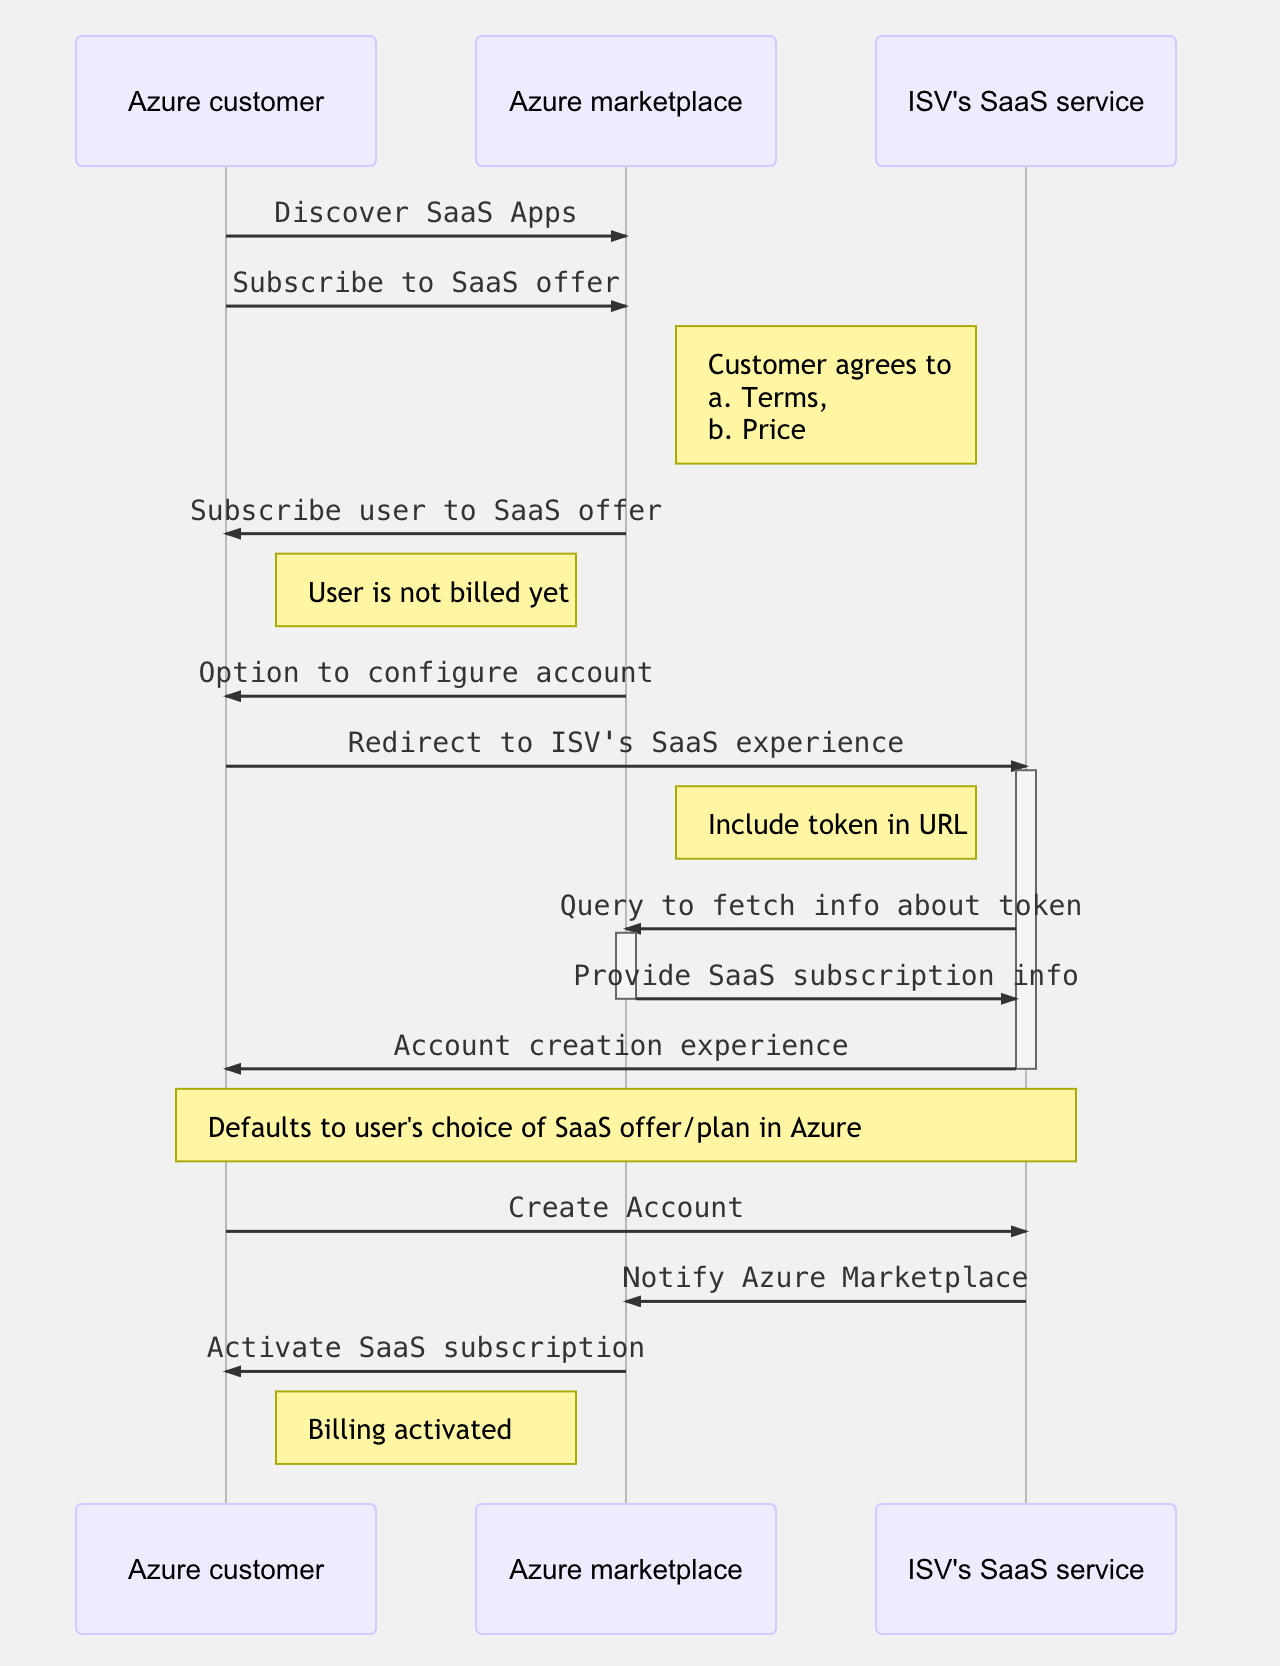 Azure customer
Azure marketplace
ISV's SaaS service
Discover SaaS Apps
Subscribe to SaaS offer
Customer agrees to
a. Terms,
b. Price
Subscribe user to SaaS offer
User is not billed yet
Option to configure account
Redirect to ISV's SaaS experience
Include token in URL
Query to fetch info about token
Provide SaaS subscription info
Account creation experience
Defaults to user's choice of SaaS offer/plan in Azure
Create Account
Notify Azure Marketplace
Activate SaaS subscription
Billing activated
Azure customer
Azure marketplace
ISV's SaaS service